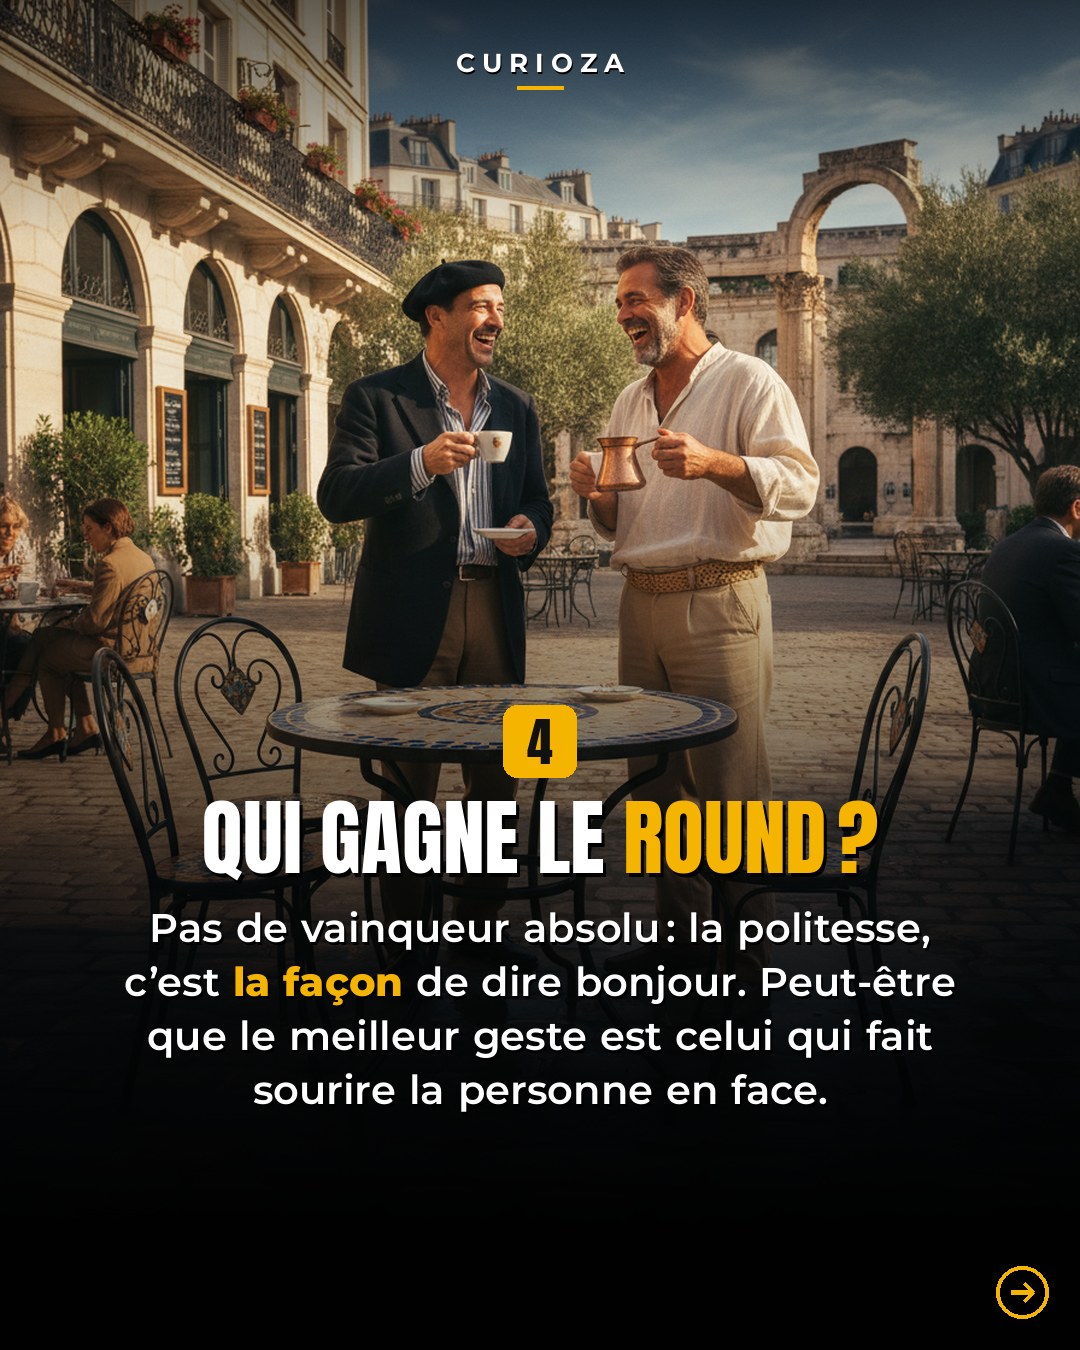 CURIOZA
4
QUI GAGNE LE ROUND ?
Pas de vainqueur absolu : la politesse,
c’est la façon de dire bonjour. Peut-être
que le meilleur geste est celui qui fait
sourire la personne en face.